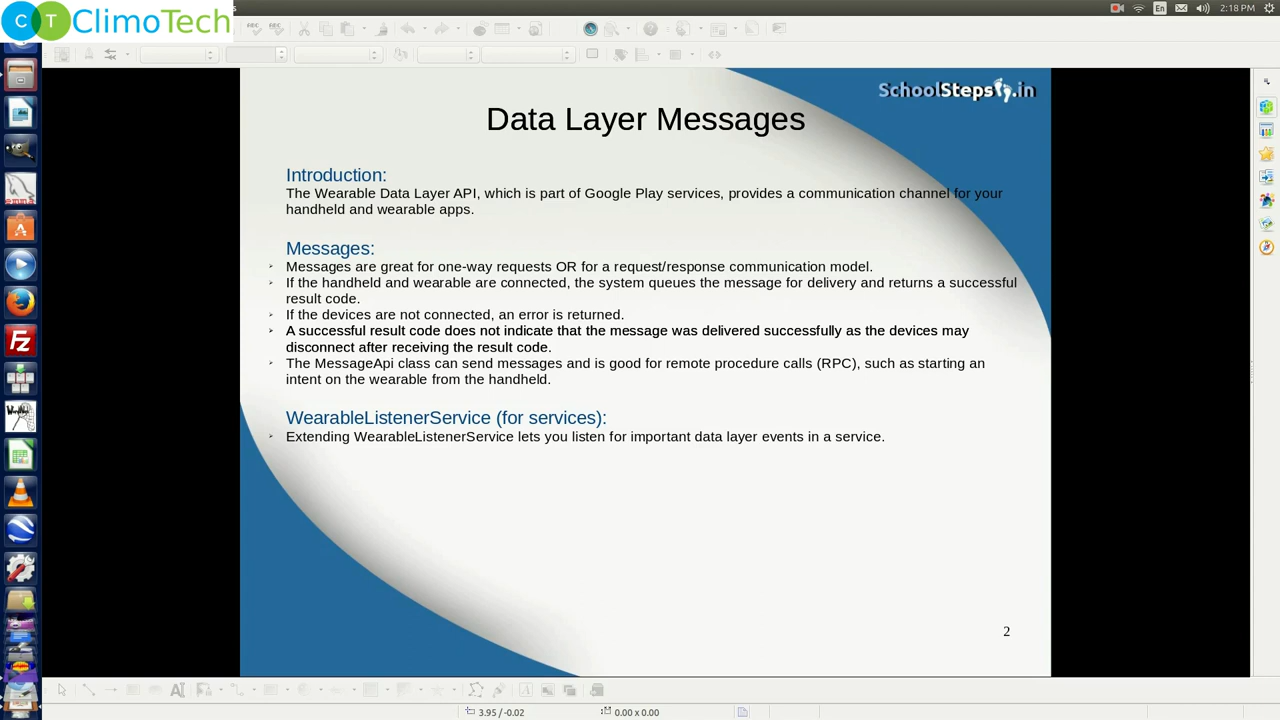 CT ClimoTech
En
2:18 PM
SchoolSteps.in
Data Layer Messages
Introduction:
The Wearable Data Layer API, which is part of Google Play services, provides a communication channel for your
handheld and wearable apps.
Messages:
Messages are great for one-way requests OR for a request/response communication model.
If the handheld and wearable are connected, the system queues the message for delivery and returns a successful
result code.
If the devices are not connected, an error is returned.
A successful result code does not indicate that the message was delivered successfully as the devices may
disconnect after receiving the result code.
The MessageApi class can send messages and is good for remote procedure calls (RPC), such as starting an
intent on the wearable from the handheld.
WearableListenerService (for services):
Extending WearableListenerService lets you listen for important data layer events in a service.
2
3.95 / -0.02
0.00 x 0.00